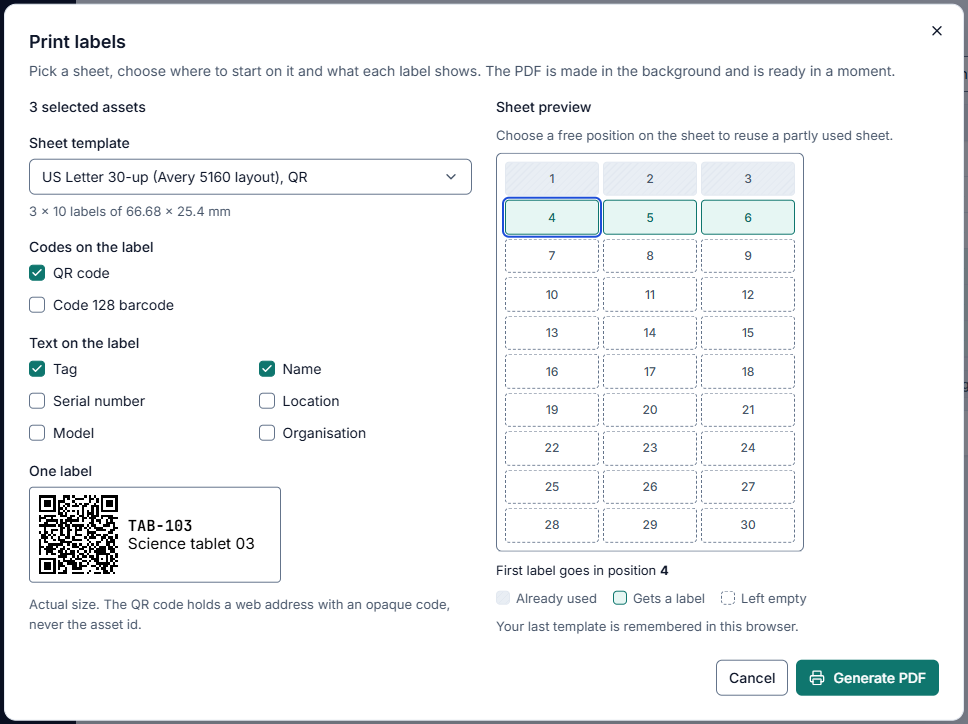 Print labels
Pick a sheet, choose where to start on it and what each label shows. The PDF is made in the background and is ready in a moment.
3 selected assets
Sheet template
US Letter 30-up (Avery 5160 layout), QR
3 × 10 labels of 66.68 × 25.4 mm
Codes on the label
QR code
Code 128 barcode
Text on the label
Tag
Name
Serial number
Location
Model
Organisation
One label
TAB-103
Science tablet 03
Actual size. The QR code holds a web address with an opaque code,
never the asset id.
Sheet preview
Choose a free position on the sheet to reuse a partly used sheet.
1 2 3
4 5 6
7 8 9
10 11 12
13 14 15
16 17 18
19 20 21
22 23 24
25 26 27
28 29 30
First label goes in position 4
Already used Gets a label Left empty
Your last template is remembered in this browser.
Cancel
Generate PDF